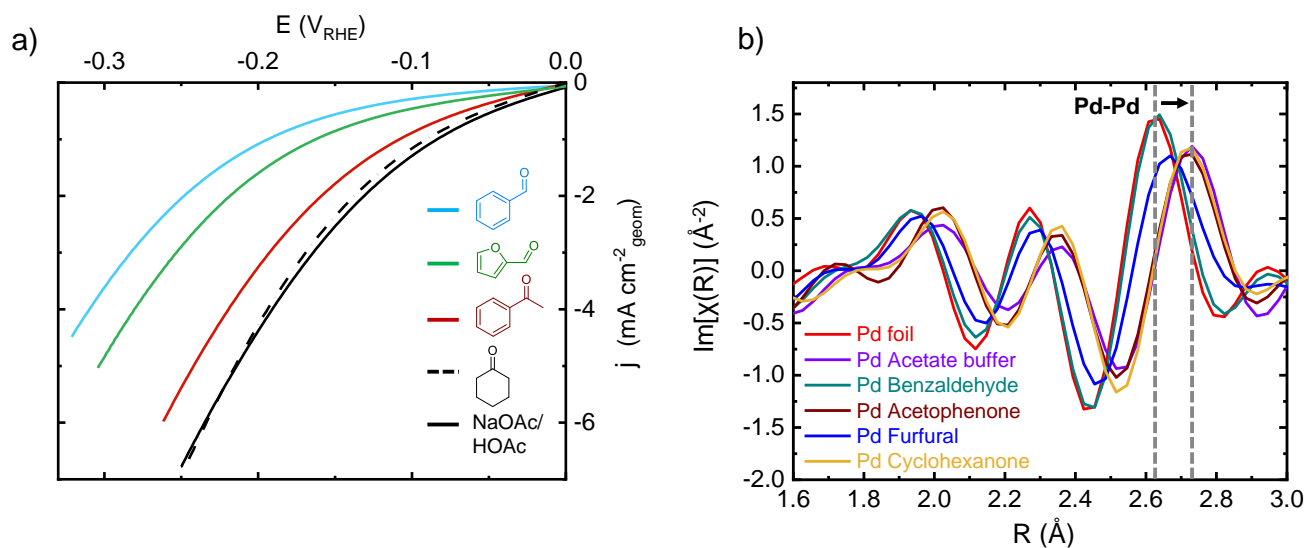 a)
E (V_RHE)
-0.3 -0.2 -0.1 0.0
0
-2
-4
-6
j (mA cm⁻²_geom)
O
O
O
O
O
NaOAc/
HOAc
b)
Pd-Pd
1.5
1.0
0.5
0.0
-0.5
-1.0
-1.5
-2.0
Im[χ(R)] (Å⁻²)
Pd foil
Pd Acetate buffer
Pd Benzaldehyde
Pd Acetophenone
Pd Furfural
Pd Cyclohexanone
1.6 1.8 2.0 2.2 2.4 2.6 2.8 3.0
R (Å)